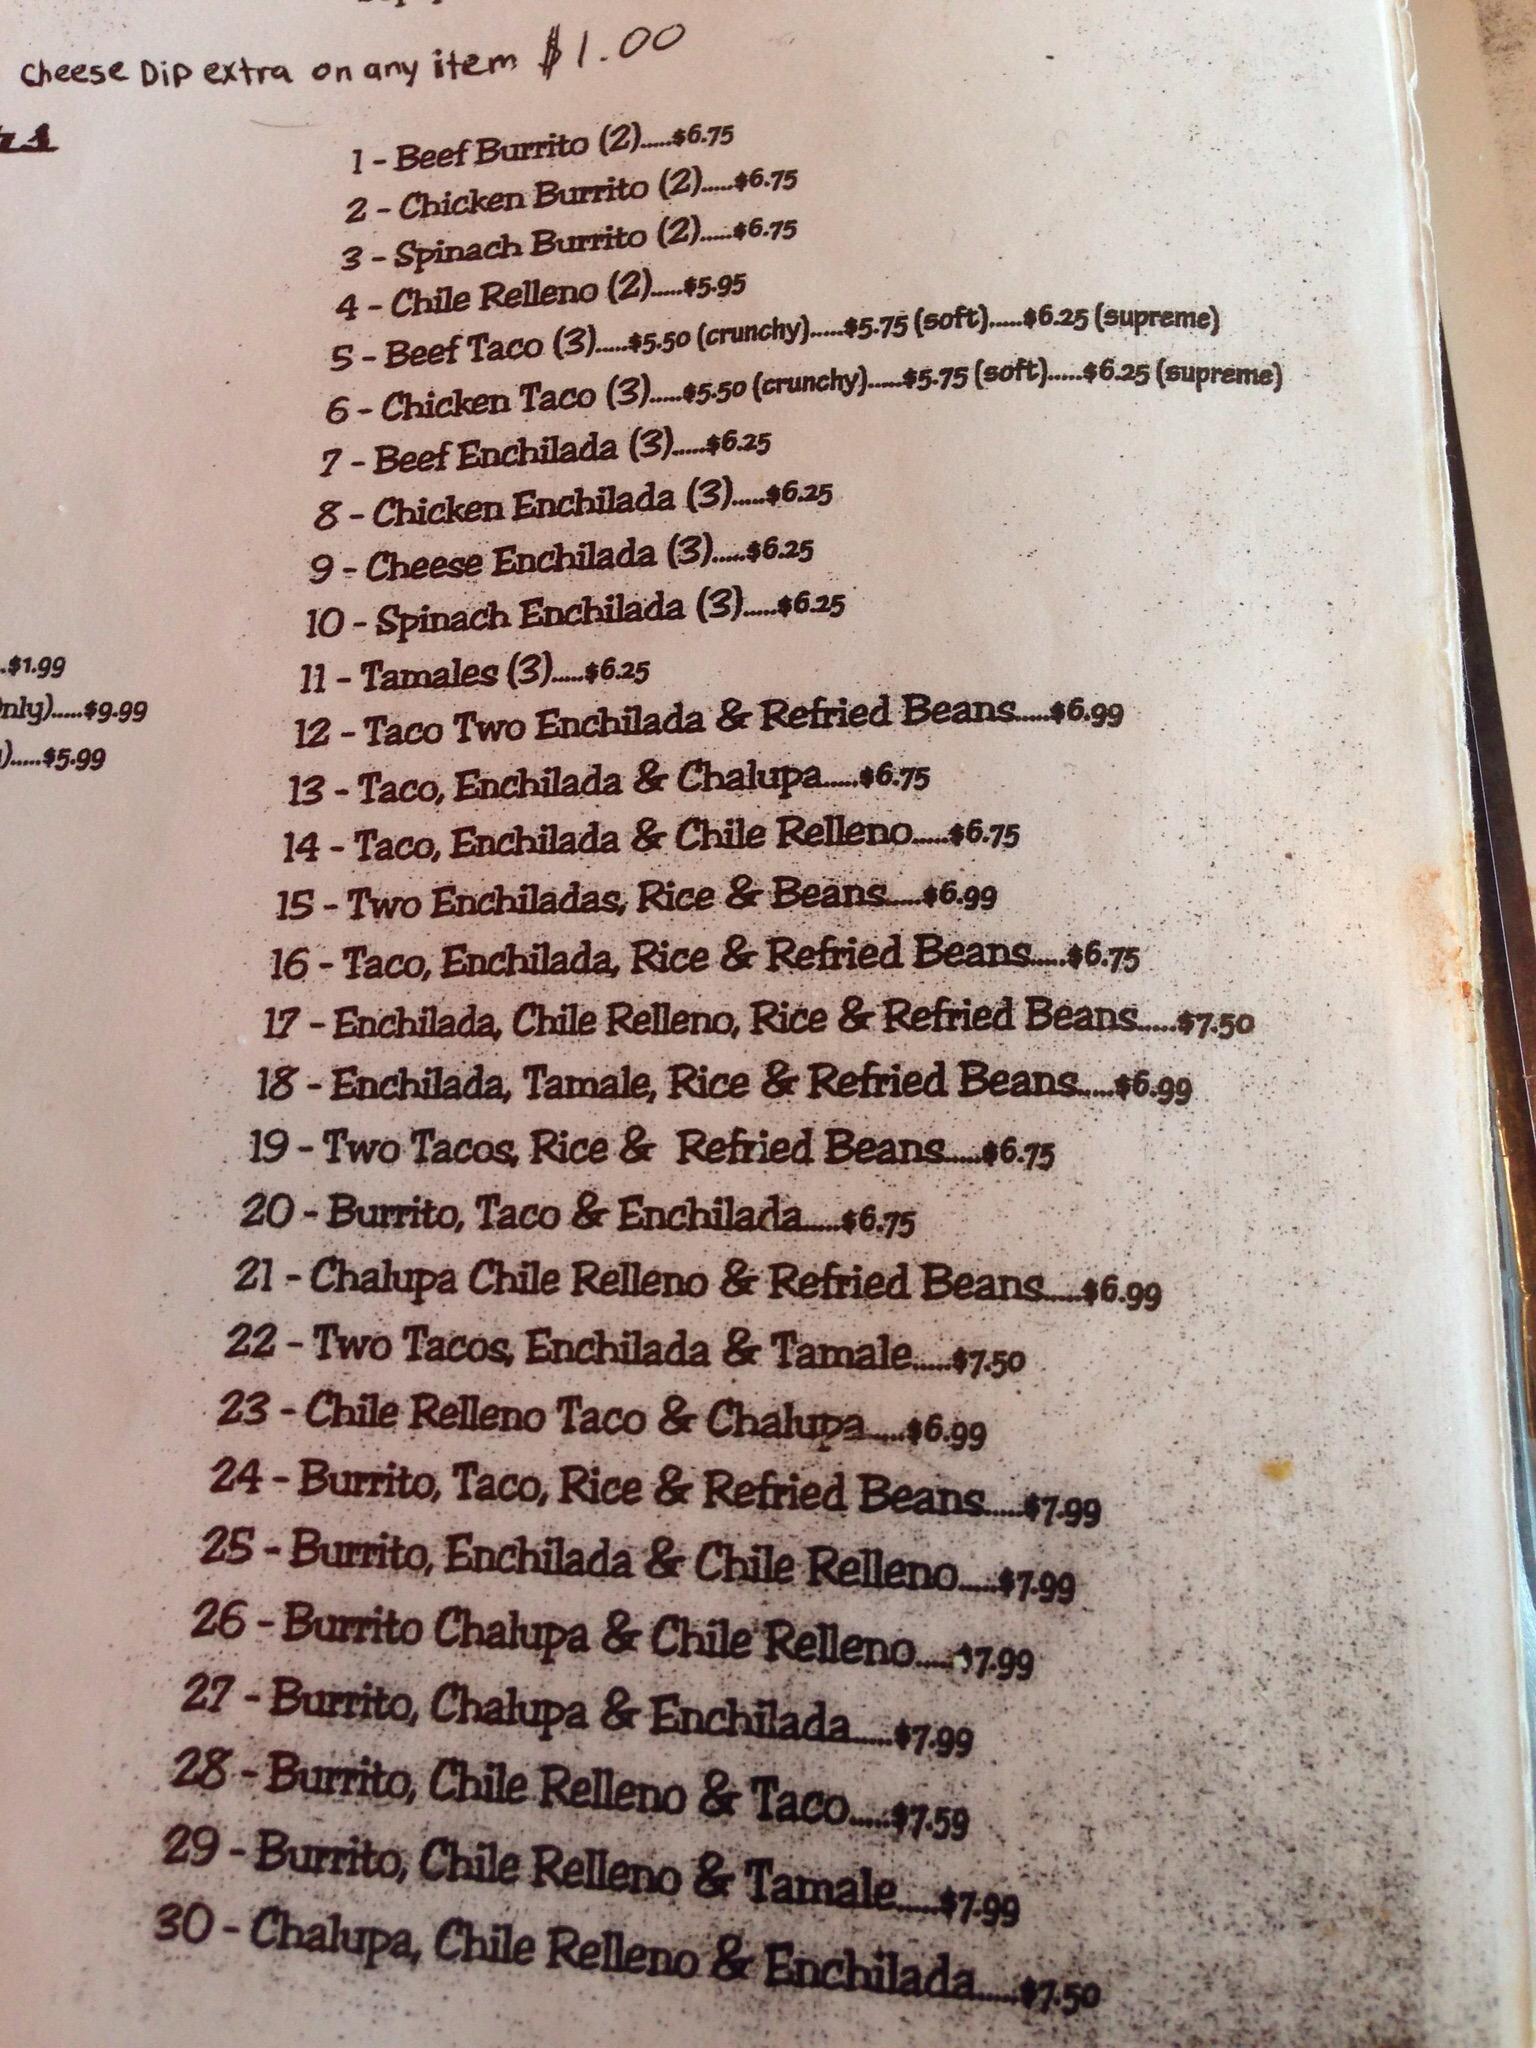 Cheese Dip extra on any item $1.00
1 - Beef Burrito (2).....$6.75
2 - Chicken Burrito (2).....$6.75
3 - Spinach Burrito (2).....$6.75
4 - Chile Relleno (2).....$5.95
5 - Beef Taco (3).....$5.50 (crunchy).....$5.75 (soft).....$6.25 (supreme)
6 - Chicken Taco (3).....$5.50 (crunchy).....$5.75 (soft).....$6.25 (supreme)
7 - Beef Enchilada (3).....$6.25
8 - Chicken Enchilada (3).....$6.25
9 - Cheese Enchilada (3).....$6.25
10 - Spinach Enchilada (3).....$6.25
11 - Tamales (3).....$6.25
12 - Taco Two Enchilada & Refried Beans.....$6.99
13 - Taco, Enchilada & Chalupa.....$6.75
14 - Taco, Enchilada & Chile Relleno.....$6.75
15 - Two Enchiladas, Rice & Beans.....$6.99
16 - Taco, Enchilada, Rice & Refried Beans.....$6.75
17 - Enchilada, Chile Relleno, Rice & Refried Beans.....$7.50
18 - Enchilada, Tamale, Rice & Refried Beans.....$6.99
19 - Two Tacos, Rice & Refried Beans.....$6.75
20 - Burrito, Taco & Enchilada.....$6.75
21 - Chalupa Chile Relleno & Refried Beans.....$6.99
22 - Two Tacos, Enchilada & Tamale.....$7.50
23 - Chile Relleno Taco & Chalupa.....$6.99
24 - Burrito, Taco, Rice & Refried Beans.....$7.99
25 - Burrito, Enchilada & Chile Relleno.....$7.99
26 - Burrito Chalupa & Chile Relleno.....$7.99
27 - Burrito, Chalupa & Enchilada.....$7.99
28 - Burrito, Chile Relleno & Taco.....$7.59
29 - Burrito, Chile Relleno & Tamale.....$7.99
30 - Chalupa, Chile Relleno & Enchilada.....$7.50
.$1.99
nly).....$9.99
).....$5.99